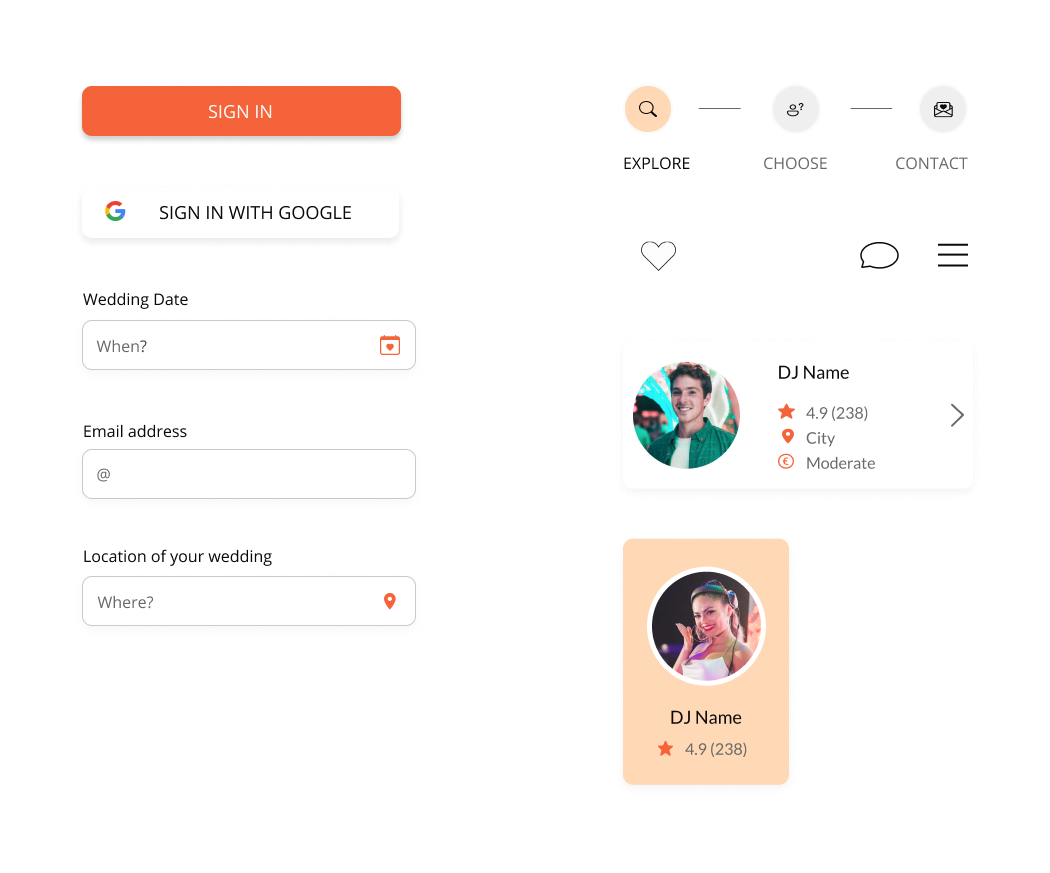 SIGN IN
SIGN IN WITH GOOGLE
Wedding Date
When?
Email address
@
Location of your wedding
Where?
EXPLORE
CHOOSE
CONTACT
DJ Name
4.9 (238)
City
€ Moderate
DJ Name
4.9 (238)